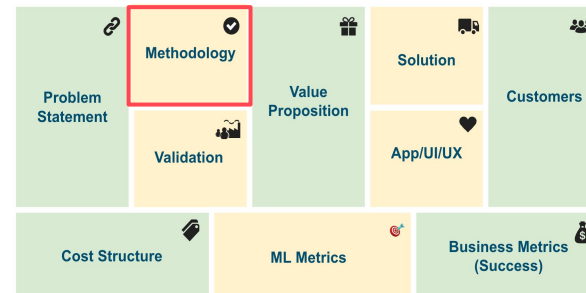 Problem
Statement
Methodology
Validation
Value
Proposition
Solution
App/UI/UX
Customers
Cost Structure
ML Metrics
Business Metrics
(Success)
$